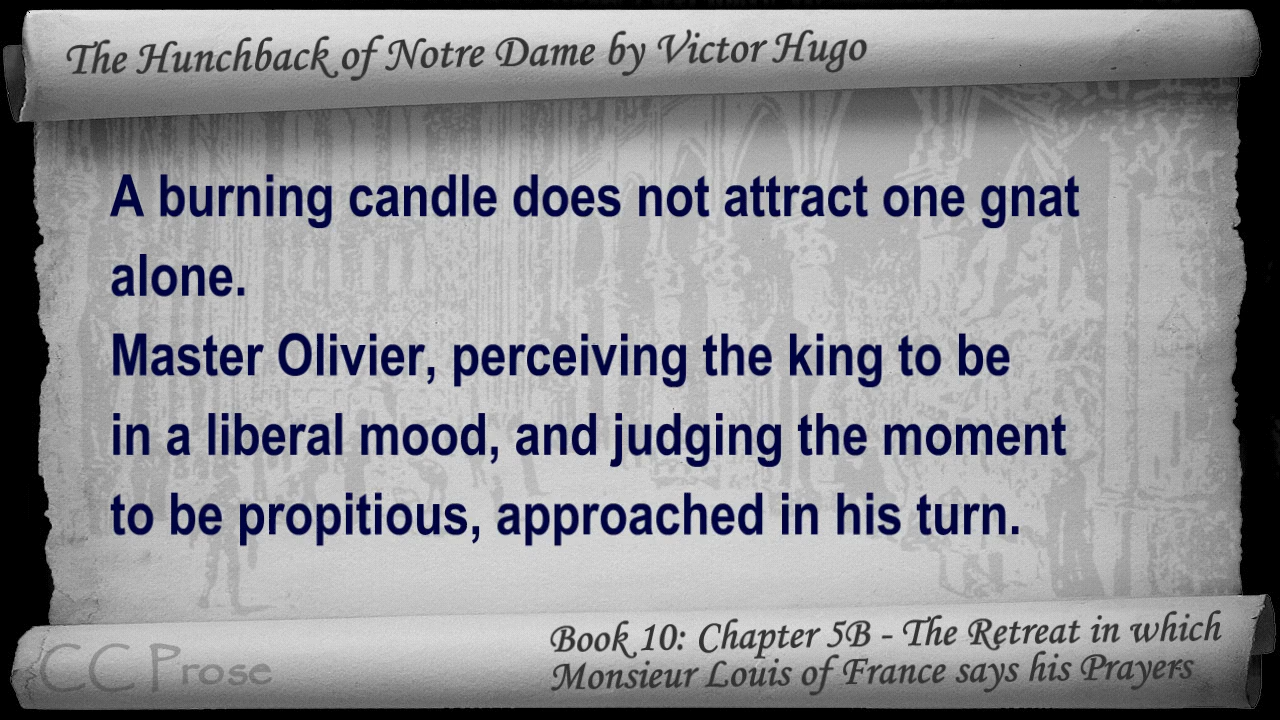 The Hunchback of Notre Dame by Victor Hugo
A burning candle does not attract one gnat
alone.
Master Olivier, perceiving the king to be
in a liberal mood, and judging the moment
to be propitious, approached in his turn.
Book 10: Chapter 5B - The Retreat in which
Monsieur Louis of France says his Prayers
CC Prose